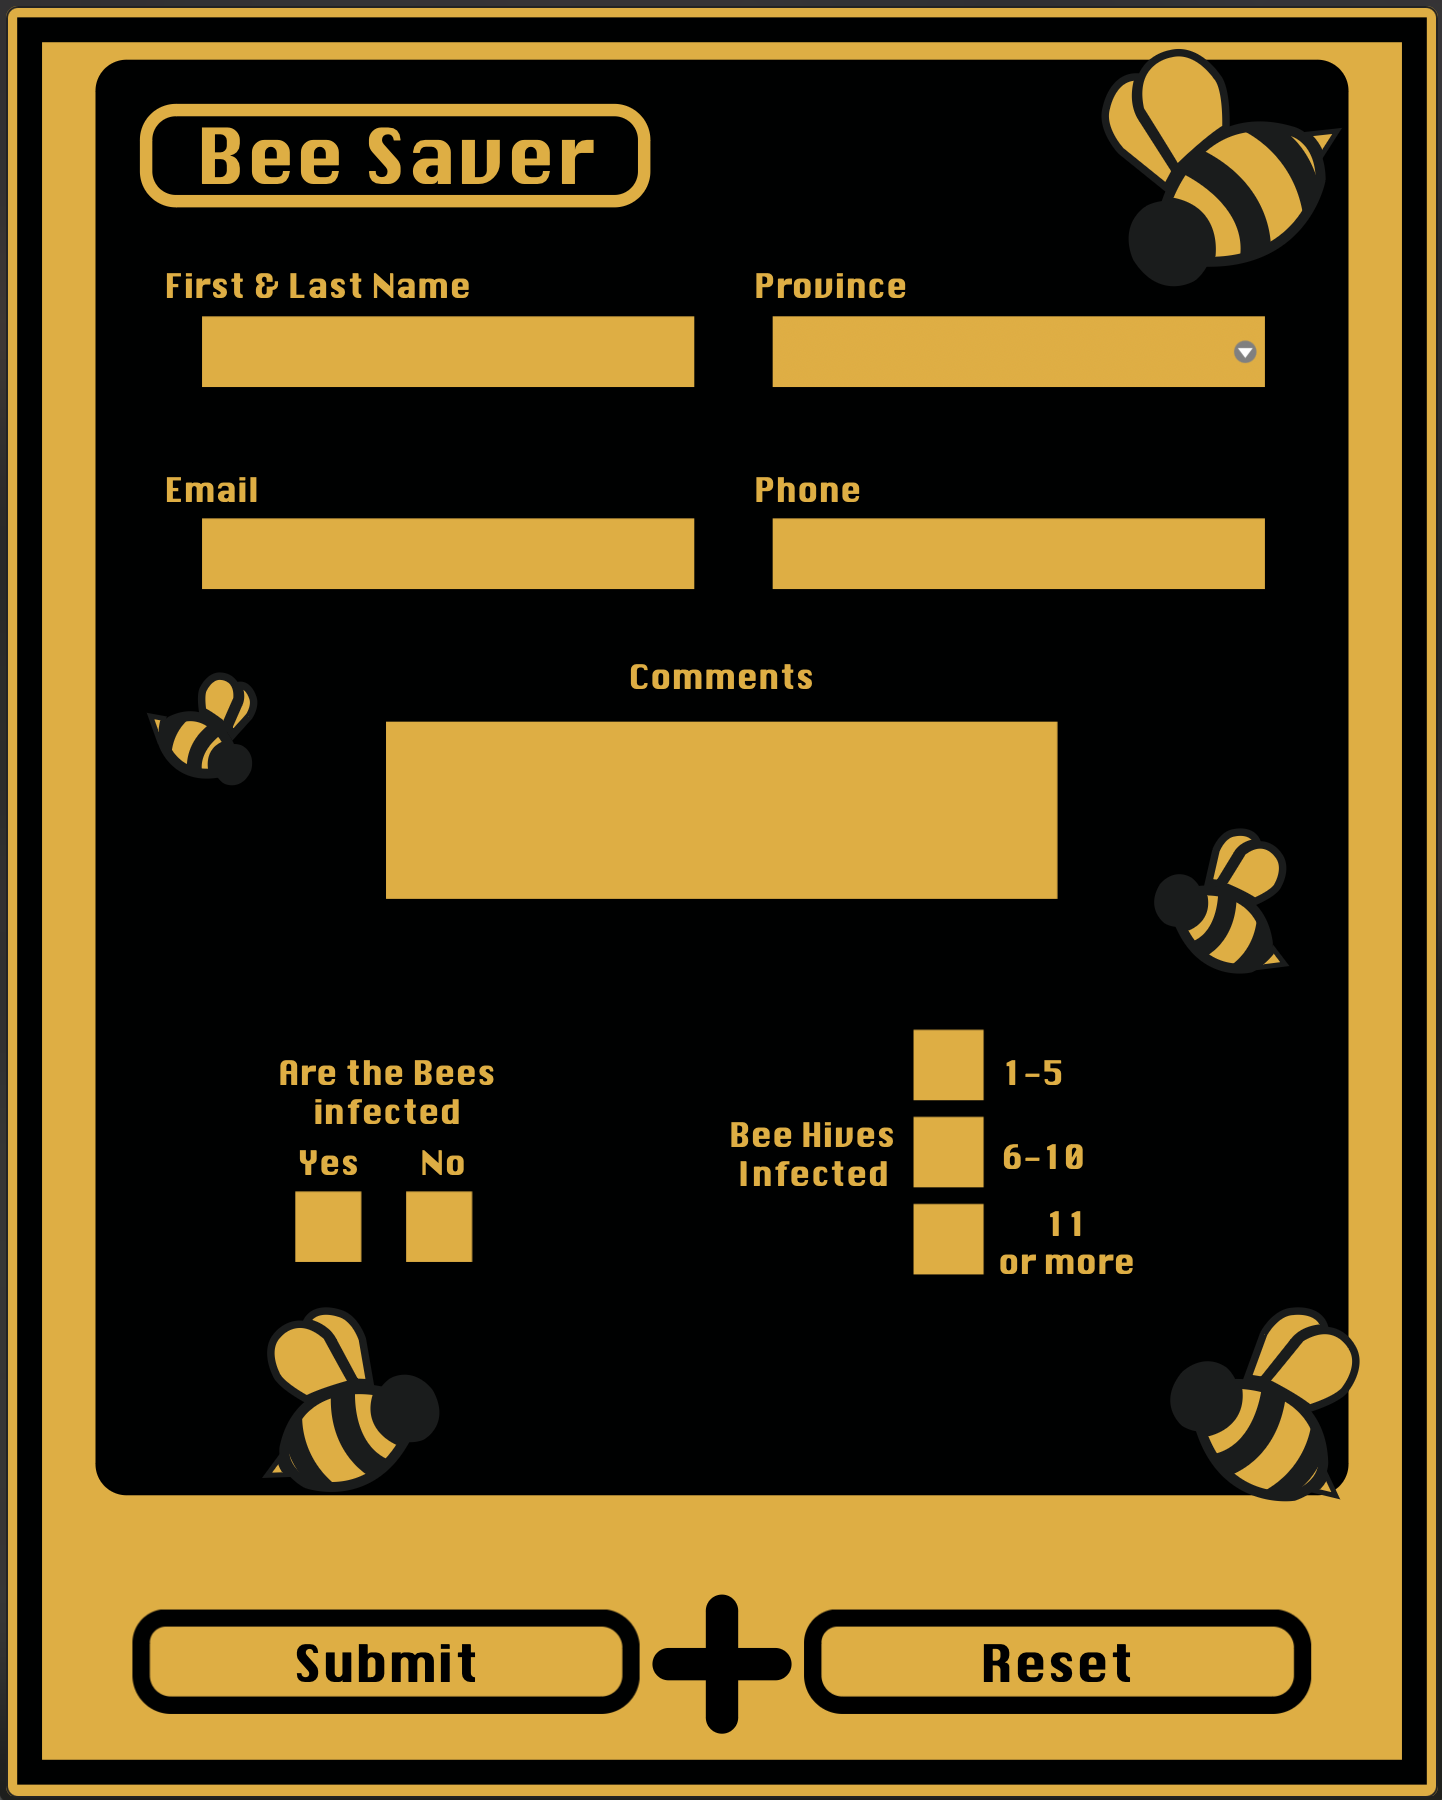 Bee Saver
First & Last Name
Province
Email
Phone
Comments
Are the Bees
infected
Yes
No
Bee Hives
Infected
1-5
6-10
11
or more
Submit
Reset